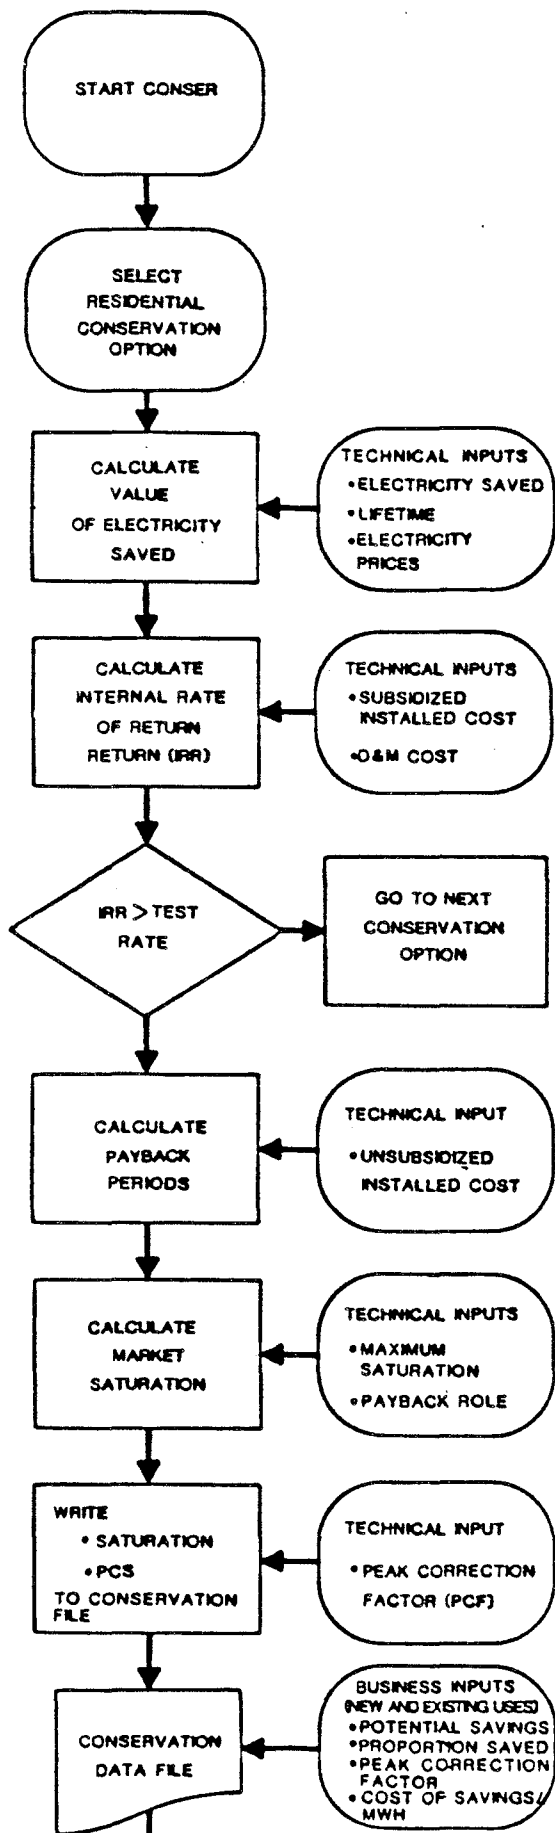 START CONSER
SELECT
RESIDENTIAL
CONSERVATION
OPTION
CALCULATE
VALUE
OF ELECTRICITY
SAVED
TECHNICAL INPUTS
•ELECTRICITY SAVED
•LIFETIME
•ELECTRICITY
PRICES
CALCULATE
INTERNAL RATE
OF RETURN
RETURN (IRR)
TECHNICAL INPUTS
•SUBSIDIZED
INSTALLED COST
•O&M COST
IRR > TEST
RATE
GO TO NEXT
CONSERVATION
OPTION
CALCULATE
PAYBACK
PERIODS
TECHNICAL INPUT
•UNSUBSIDIZED
INSTALLED COST
CALCULATE
MARKET
SATURATION
TECHNICAL INPUTS
•MAXIMUM
SATURATION
•PAYBACK ROLE
WRITE
•SATURATION
•PCS
TO CONSERVATION
FILE
TECHNICAL INPUT
•PEAK CORRECTION
FACTOR (PCF)
CONSERVATION
DATA FILE
BUSINESS INPUTS
(NEW AND EXISTING USES)
•POTENTIAL SAVINGS
•PROPORTION SAVED
•PEAK CORRECTION
FACTOR
•COST OF SAVINGS/
MWH